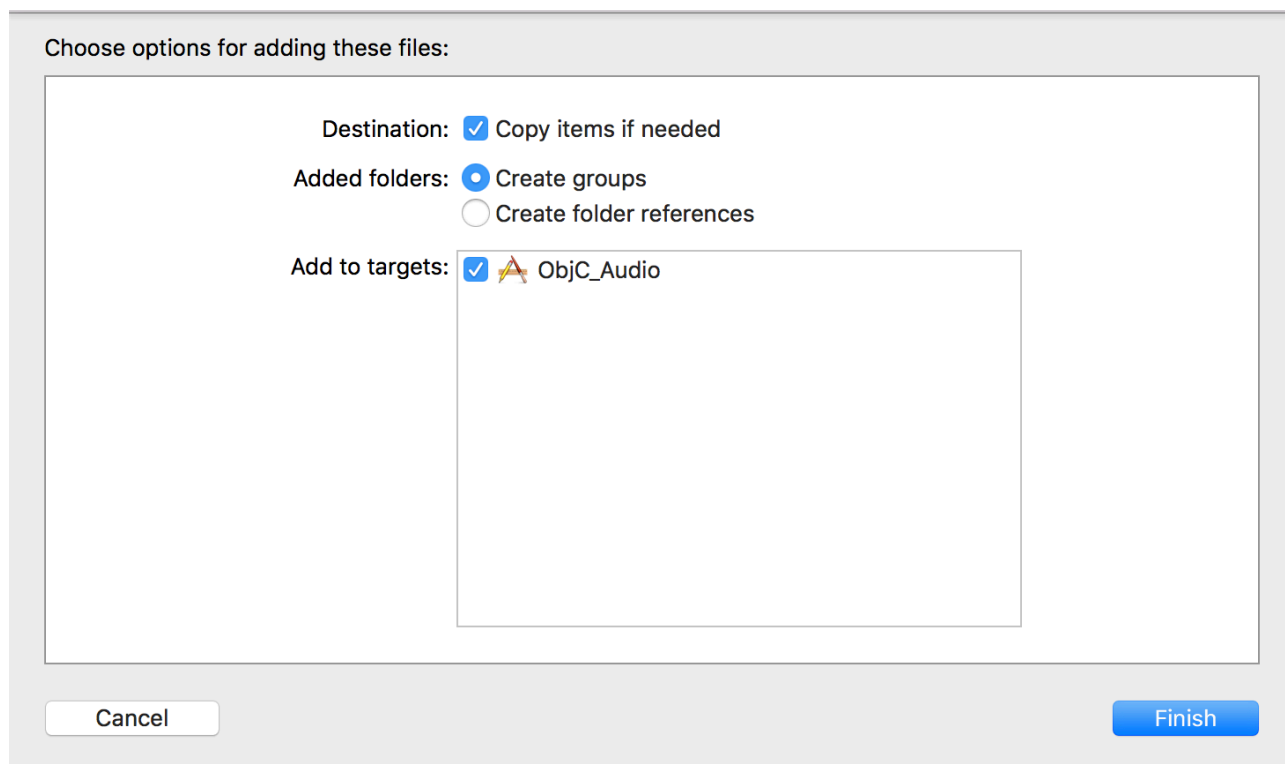 Choose options for adding these files:
Destination: Copy items if needed
Added folders: Create groups
Create folder references
Add to targets: ObjC_Audio
Cancel Finish